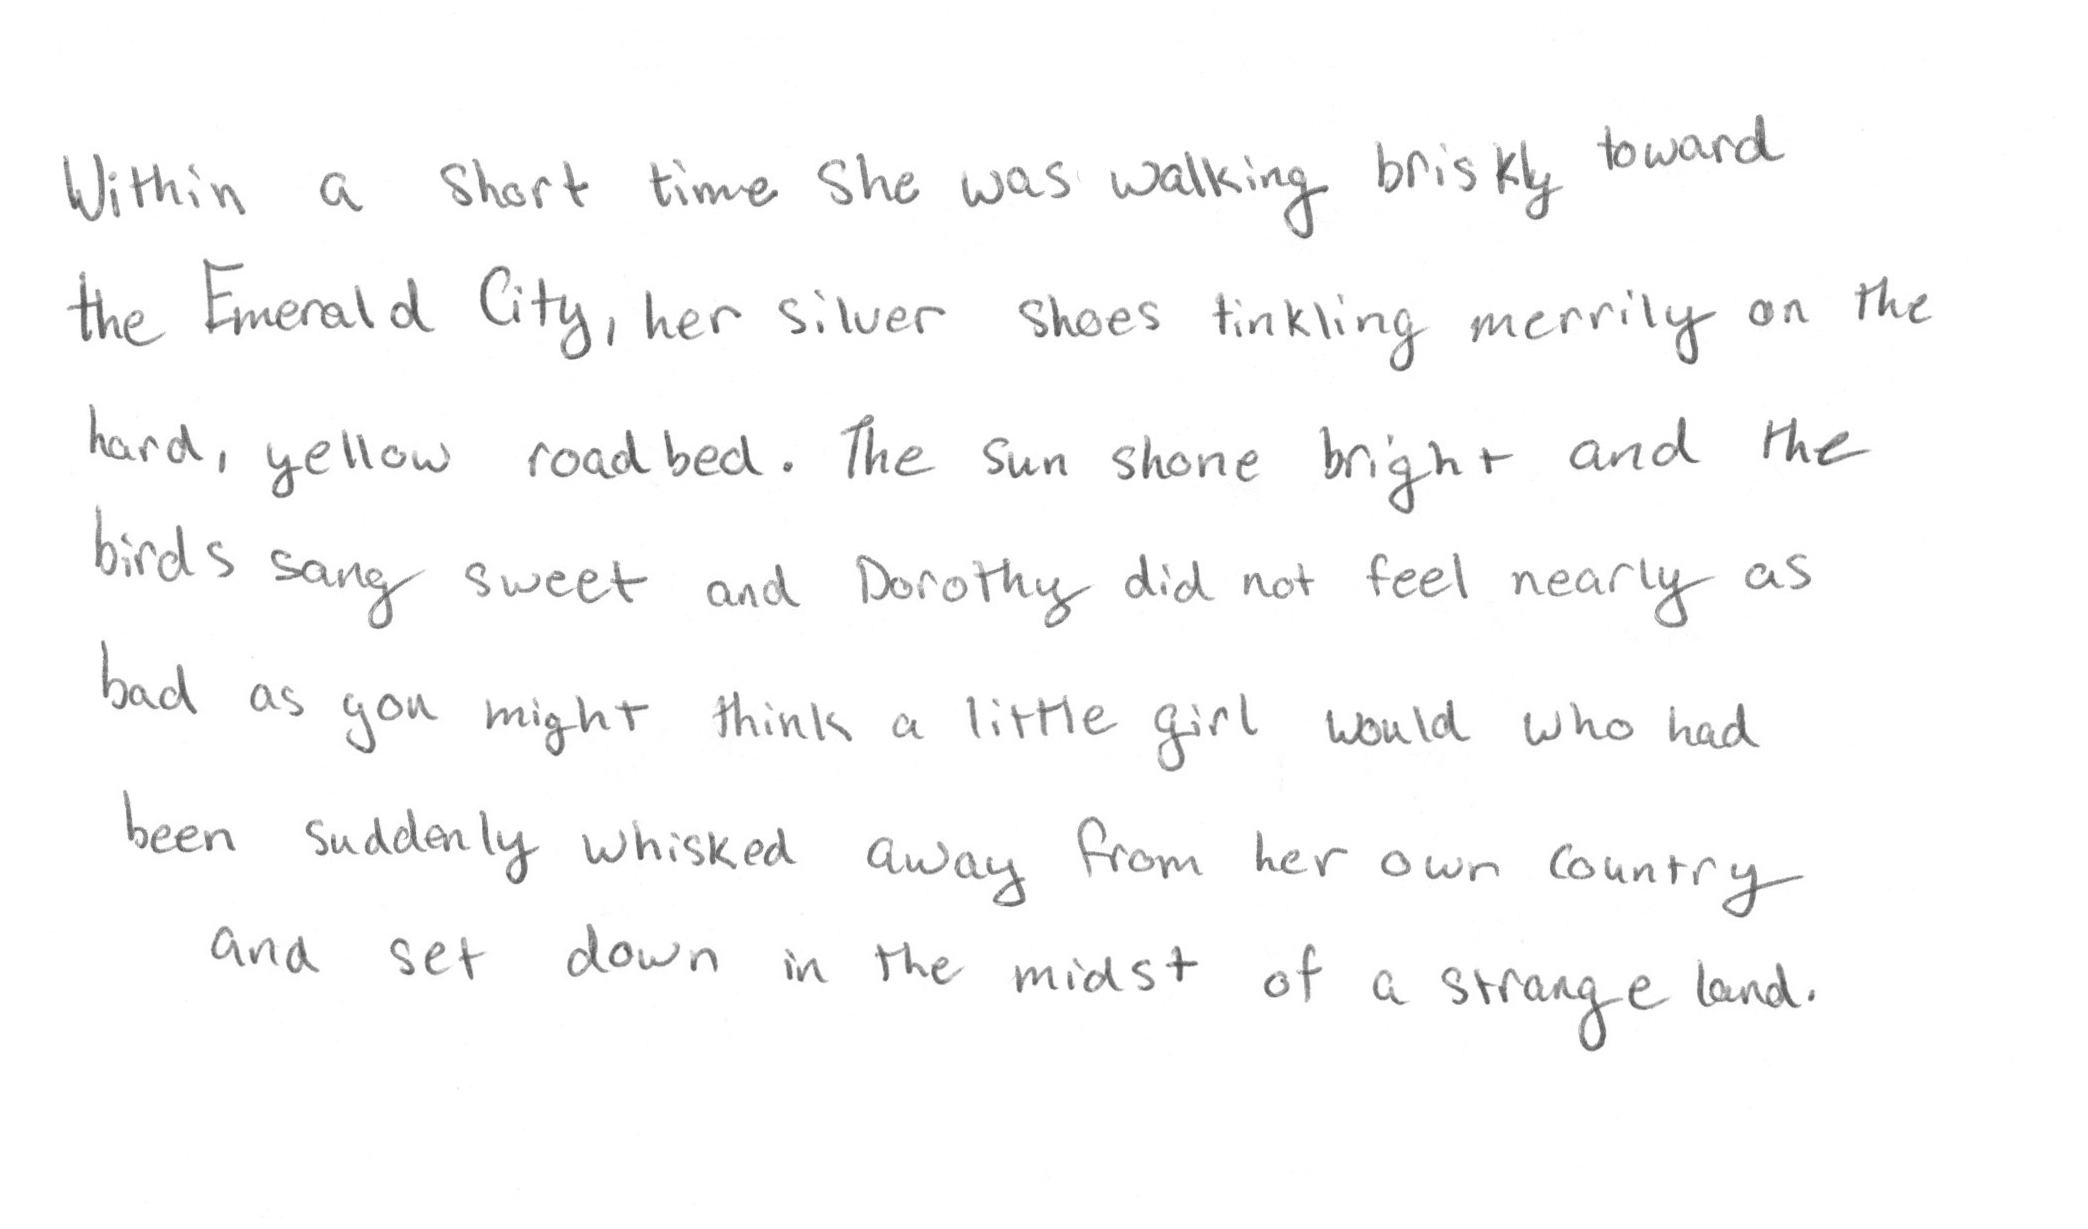 Within a short time she was walking briskly toward
the Emerald City, her silver shoes tinkling merrily on the
hard, yellow roadbed. The sun shone bright and the
birds sang sweet and Dorothy did not feel nearly as
bad as you might think a little girl would who had
been suddenly whisked away from her own country
and set down in the midst of a strange land.